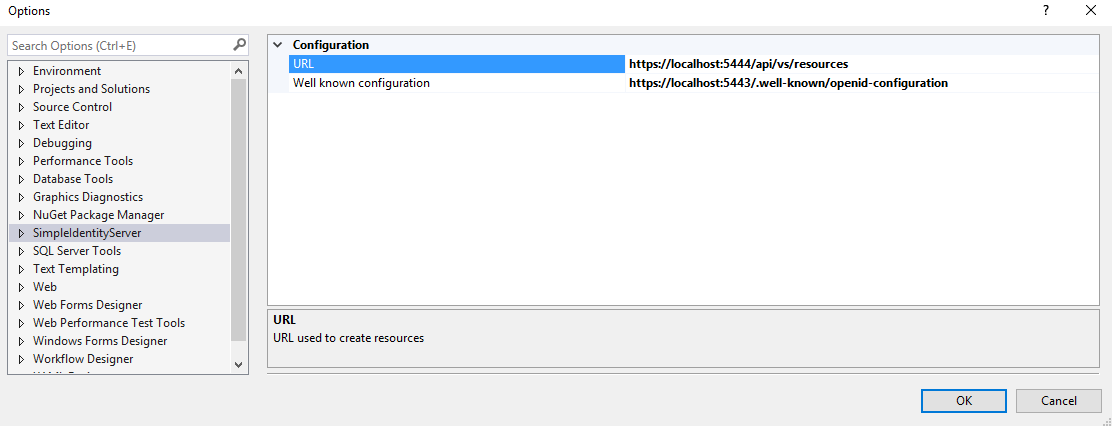 Options
?
Search Options (Ctrl+E)
Environment
Projects and Solutions
Source Control
Text Editor
Debugging
Performance Tools
Database Tools
Graphics Diagnostics
NuGet Package Manager
SimpleIdentityServer
SQL Server Tools
Text Templating
Web
Web Forms Designer
Web Performance Test Tools
Windows Forms Designer
Workflow Designer
Configuration
URL https://localhost:5444/api/vs/resources
Well known configuration https://localhost:5443/.well-known/openid-configuration
URL
URL used to create resources
OK Cancel